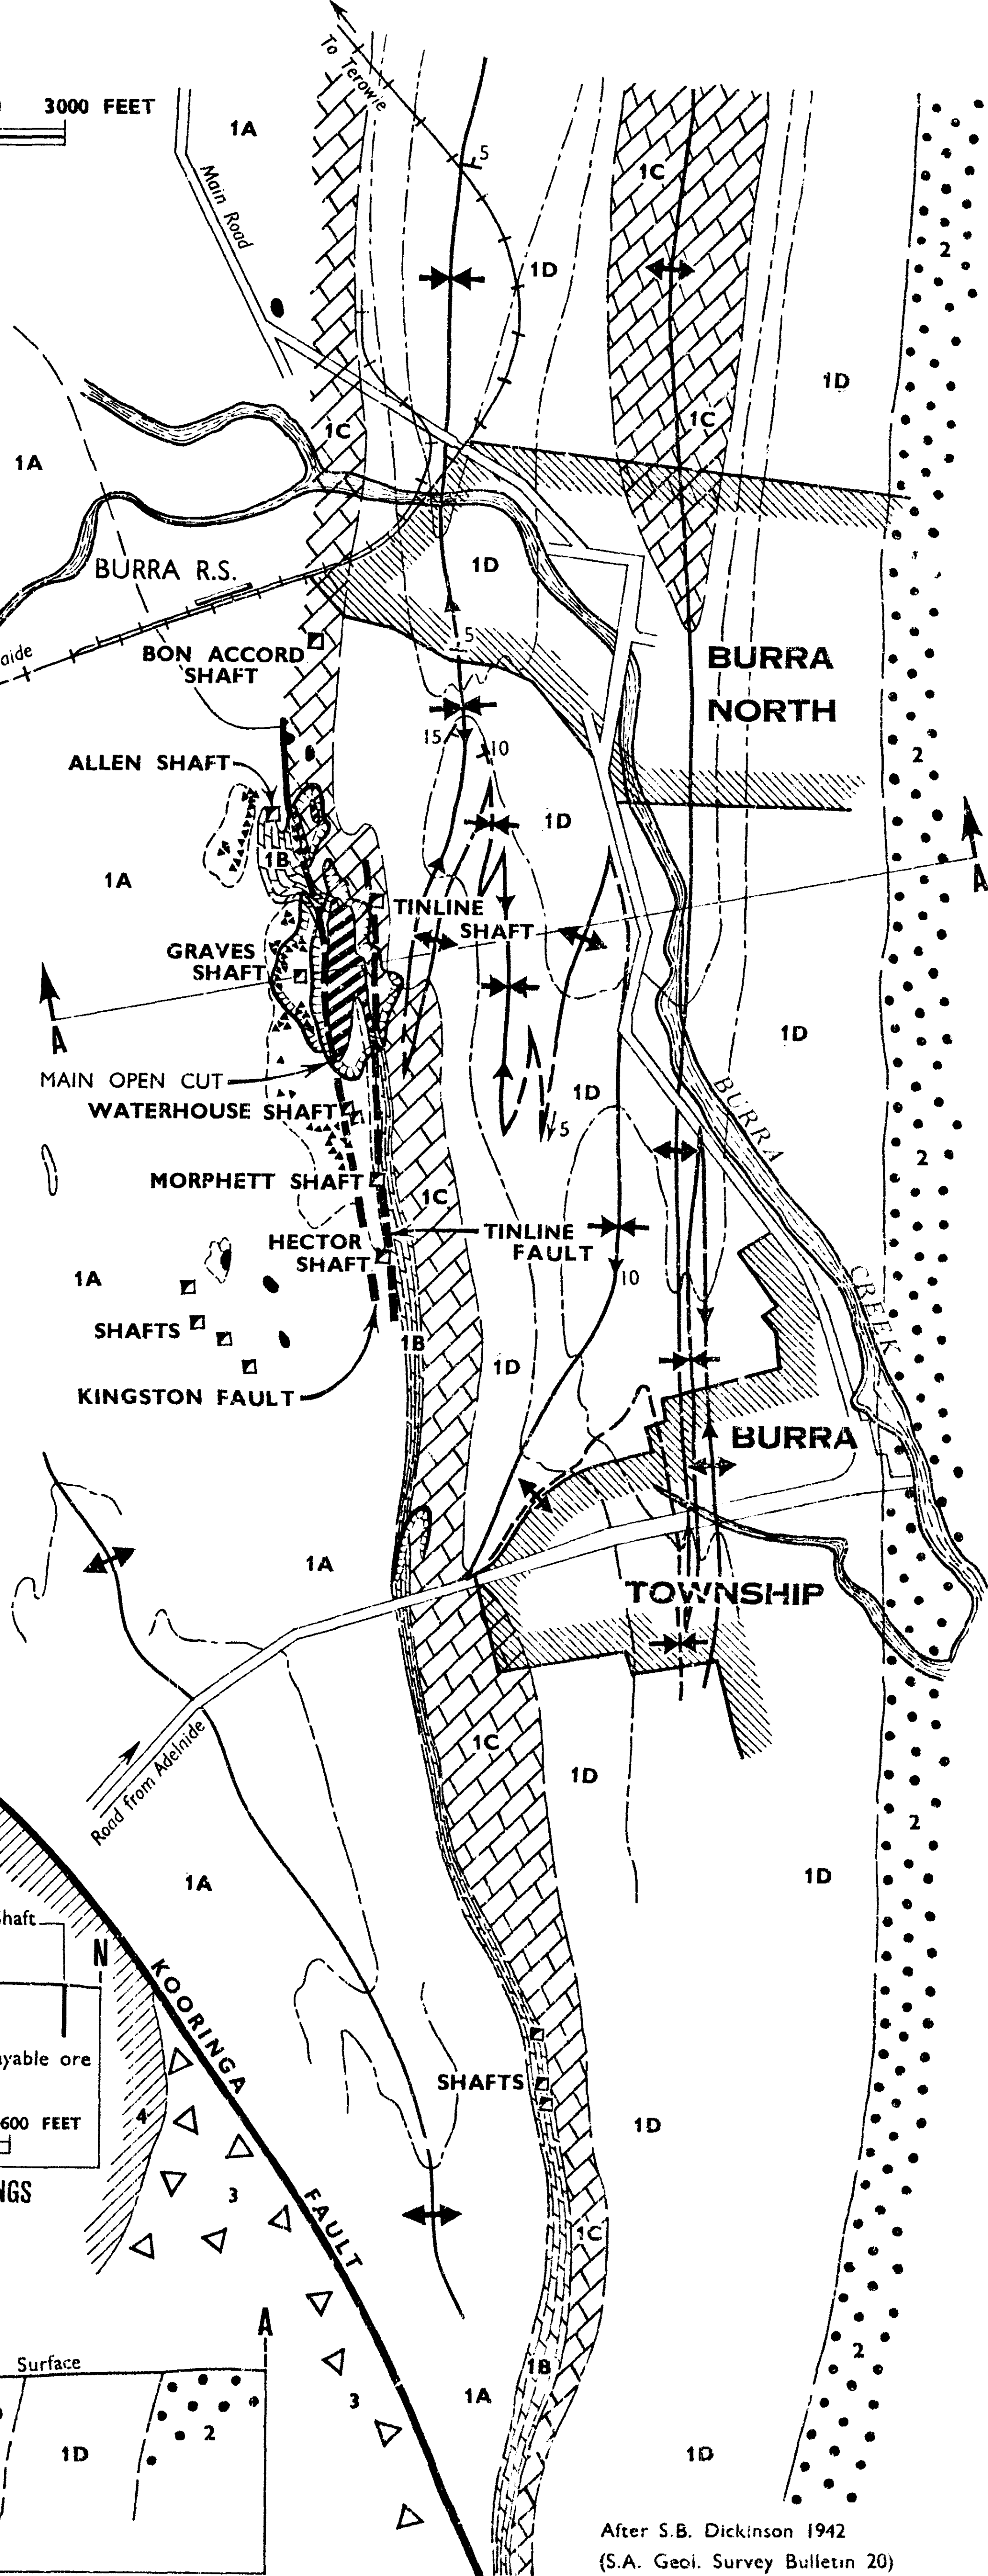 To Terowie
3000 FEET
1A
5
1C
Main Road
2
1D
1D
1C
1C
1A
1D
BURRA R.S.
5
aide
BON ACCORD
SHAFT
BURRA
NORTH
15
10
2
ALLEN SHAFT
1D
1B
1A
A
TINLINE
SHAFT
GRAVES
SHAFT
1D
A
MAIN OPEN CUT
1D
WATERHOUSE SHAFT
BURRA
5
2
MORPHETT SHAFT
1C
TINLINE
FAULT
HECTOR
SHAFT
1A
10
CREEK
SHAFTS
1B
1D
KINGSTON FAULT
BURRA
1A
TOWNSHIP
1C
Road from Adelnide
1D
2
1A
1D
haft
N
KOORINGA
yable ore
SHAFTS
4
600 FEET
1D
NGS
3
FAULT
1C
A
Surface
2
1B
3
1A
2
1D
1D
After S.B. Dickinson 1942
(S.A. Geol. Survey Bulletin 20)